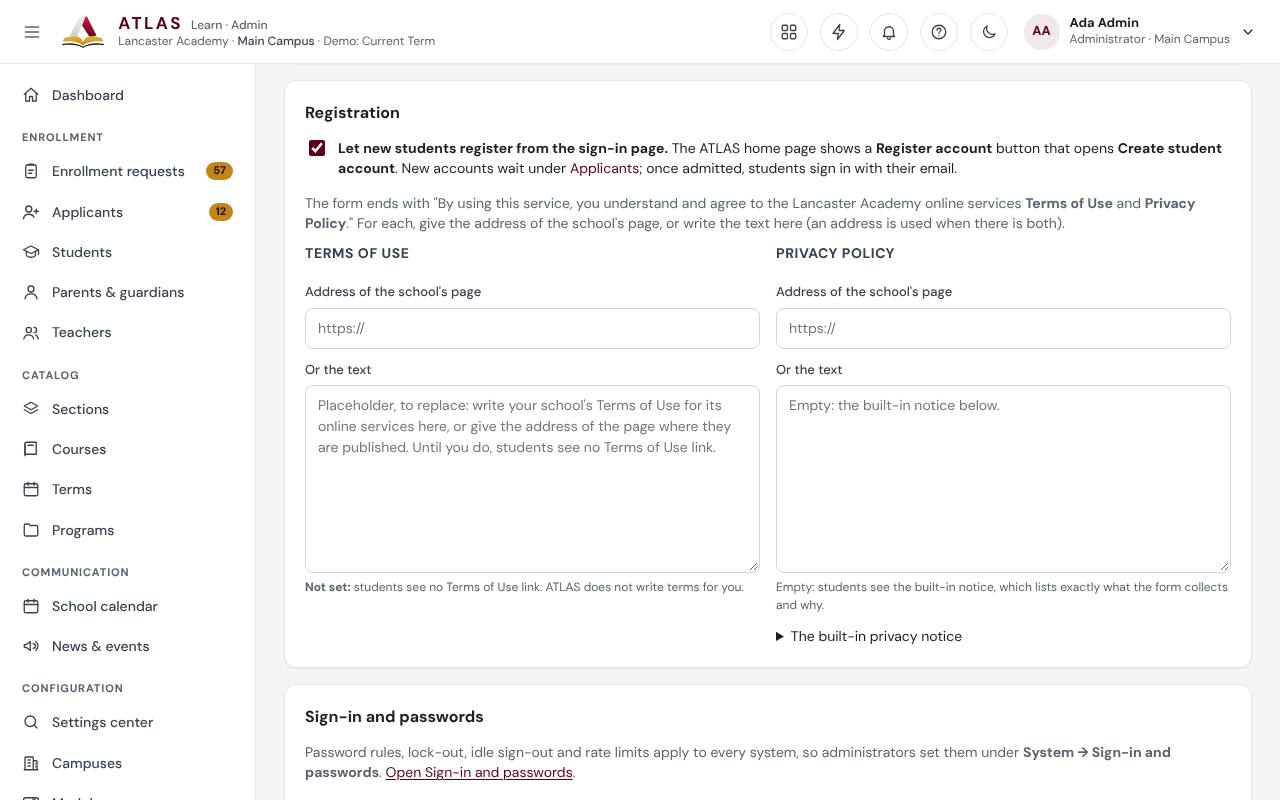 ATLAS Learn · Admin
Lancaster Academy · Main Campus · Demo: Current Term
AA
Ada Admin
Administrator · Main Campus
Dashboard
ENROLLMENT
Enrollment requests 57
Applicants 12
Students
Parents & guardians
Teachers
CATALOG
Sections
Courses
Terms
Programs
COMMUNICATION
School calendar
News & events
CONFIGURATION
Settings center
Campuses
Registration
Let new students register from the sign-in page. The ATLAS home page shows a Register account button that opens Create student
account. New accounts wait under Applicants; once admitted, students sign in with their email.
The form ends with "By using this service, you understand and agree to the Lancaster Academy online services Terms of Use and Privacy
Policy." For each, give the address of the school's page, or write the text here (an address is used when there is both).
TERMS OF USE
Address of the school's page
https://
Or the text
Placeholder, to replace: write your school's Terms of Use for its
online services here, or give the address of the page where they
are published. Until you do, students see no Terms of Use link.
Not set: students see no Terms of Use link. ATLAS does not write terms for you.
PRIVACY POLICY
Address of the school's page
https://
Or the text
Empty: the built-in notice below.
Empty: students see the built-in notice, which lists exactly what the form collects
and why.
The built-in privacy notice
Sign-in and passwords
Password rules, lock-out, idle sign-out and rate limits apply to every system, so administrators set them under System → Sign-in and
passwords. Open Sign-in and passwords.